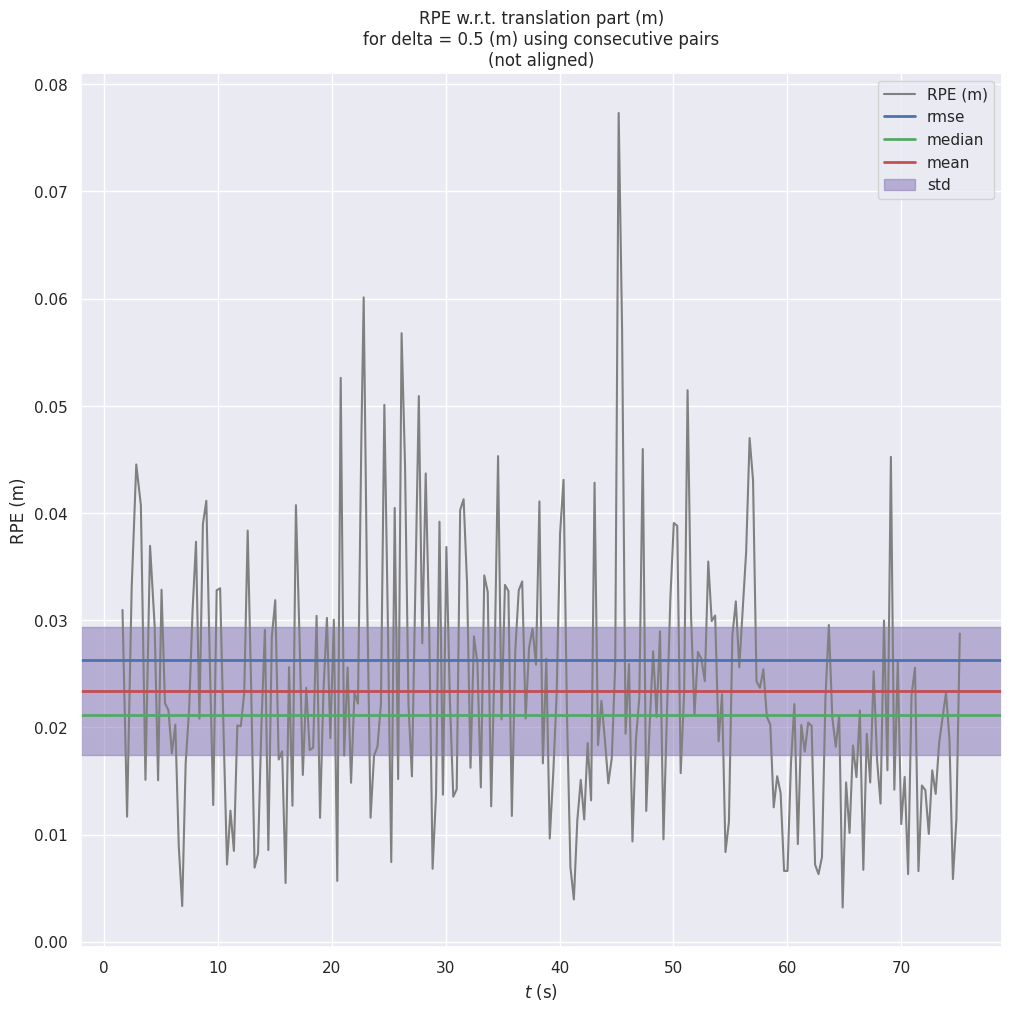 RPE w.r.t. translation part (m)
for delta = 0.5 (m) using consecutive pairs
(not aligned)
RPE (m)
rmse
median
mean
std
0.08
0.07
0.06
0.05
0.04
0.03
0.02
0.01
0.00
RPE (m)
0
10
20
30
40
50
60
70
t (s)